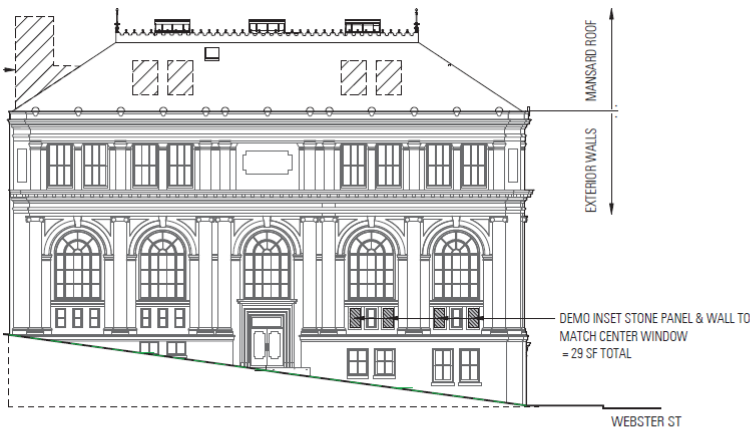 MANSARD ROOF
EXTERIOR WALLS
DEMO INSET STONE PANEL & WALL TO
MATCH CENTER WINDOW
= 29 SF TOTAL
WEBSTER ST